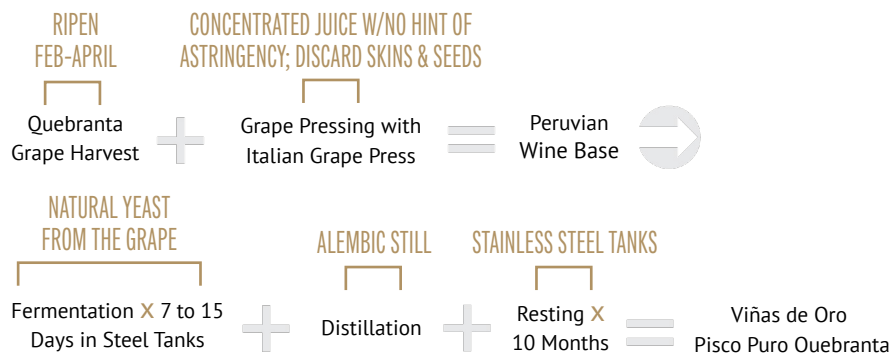 RIPEN
FEB-APRIL
CONCENTRATED JUICE W/NO HINT OF
ASTRINGENCY; DISCARD SKINS & SEEDS
Quebranta
Grape Harvest
+
Grape Pressing with
Italian Grape Press
=
Peruvian
Wine Base
NATURAL YEAST
FROM THE GRAPE
ALEMBIC STILL
STAINLESS STEEL TANKS
Fermentation X 7 to 15
Days in Steel Tanks
+
Distillation
+
Resting X
10 Months
=
Viñas de Oro
Pisco Puro Quebranta